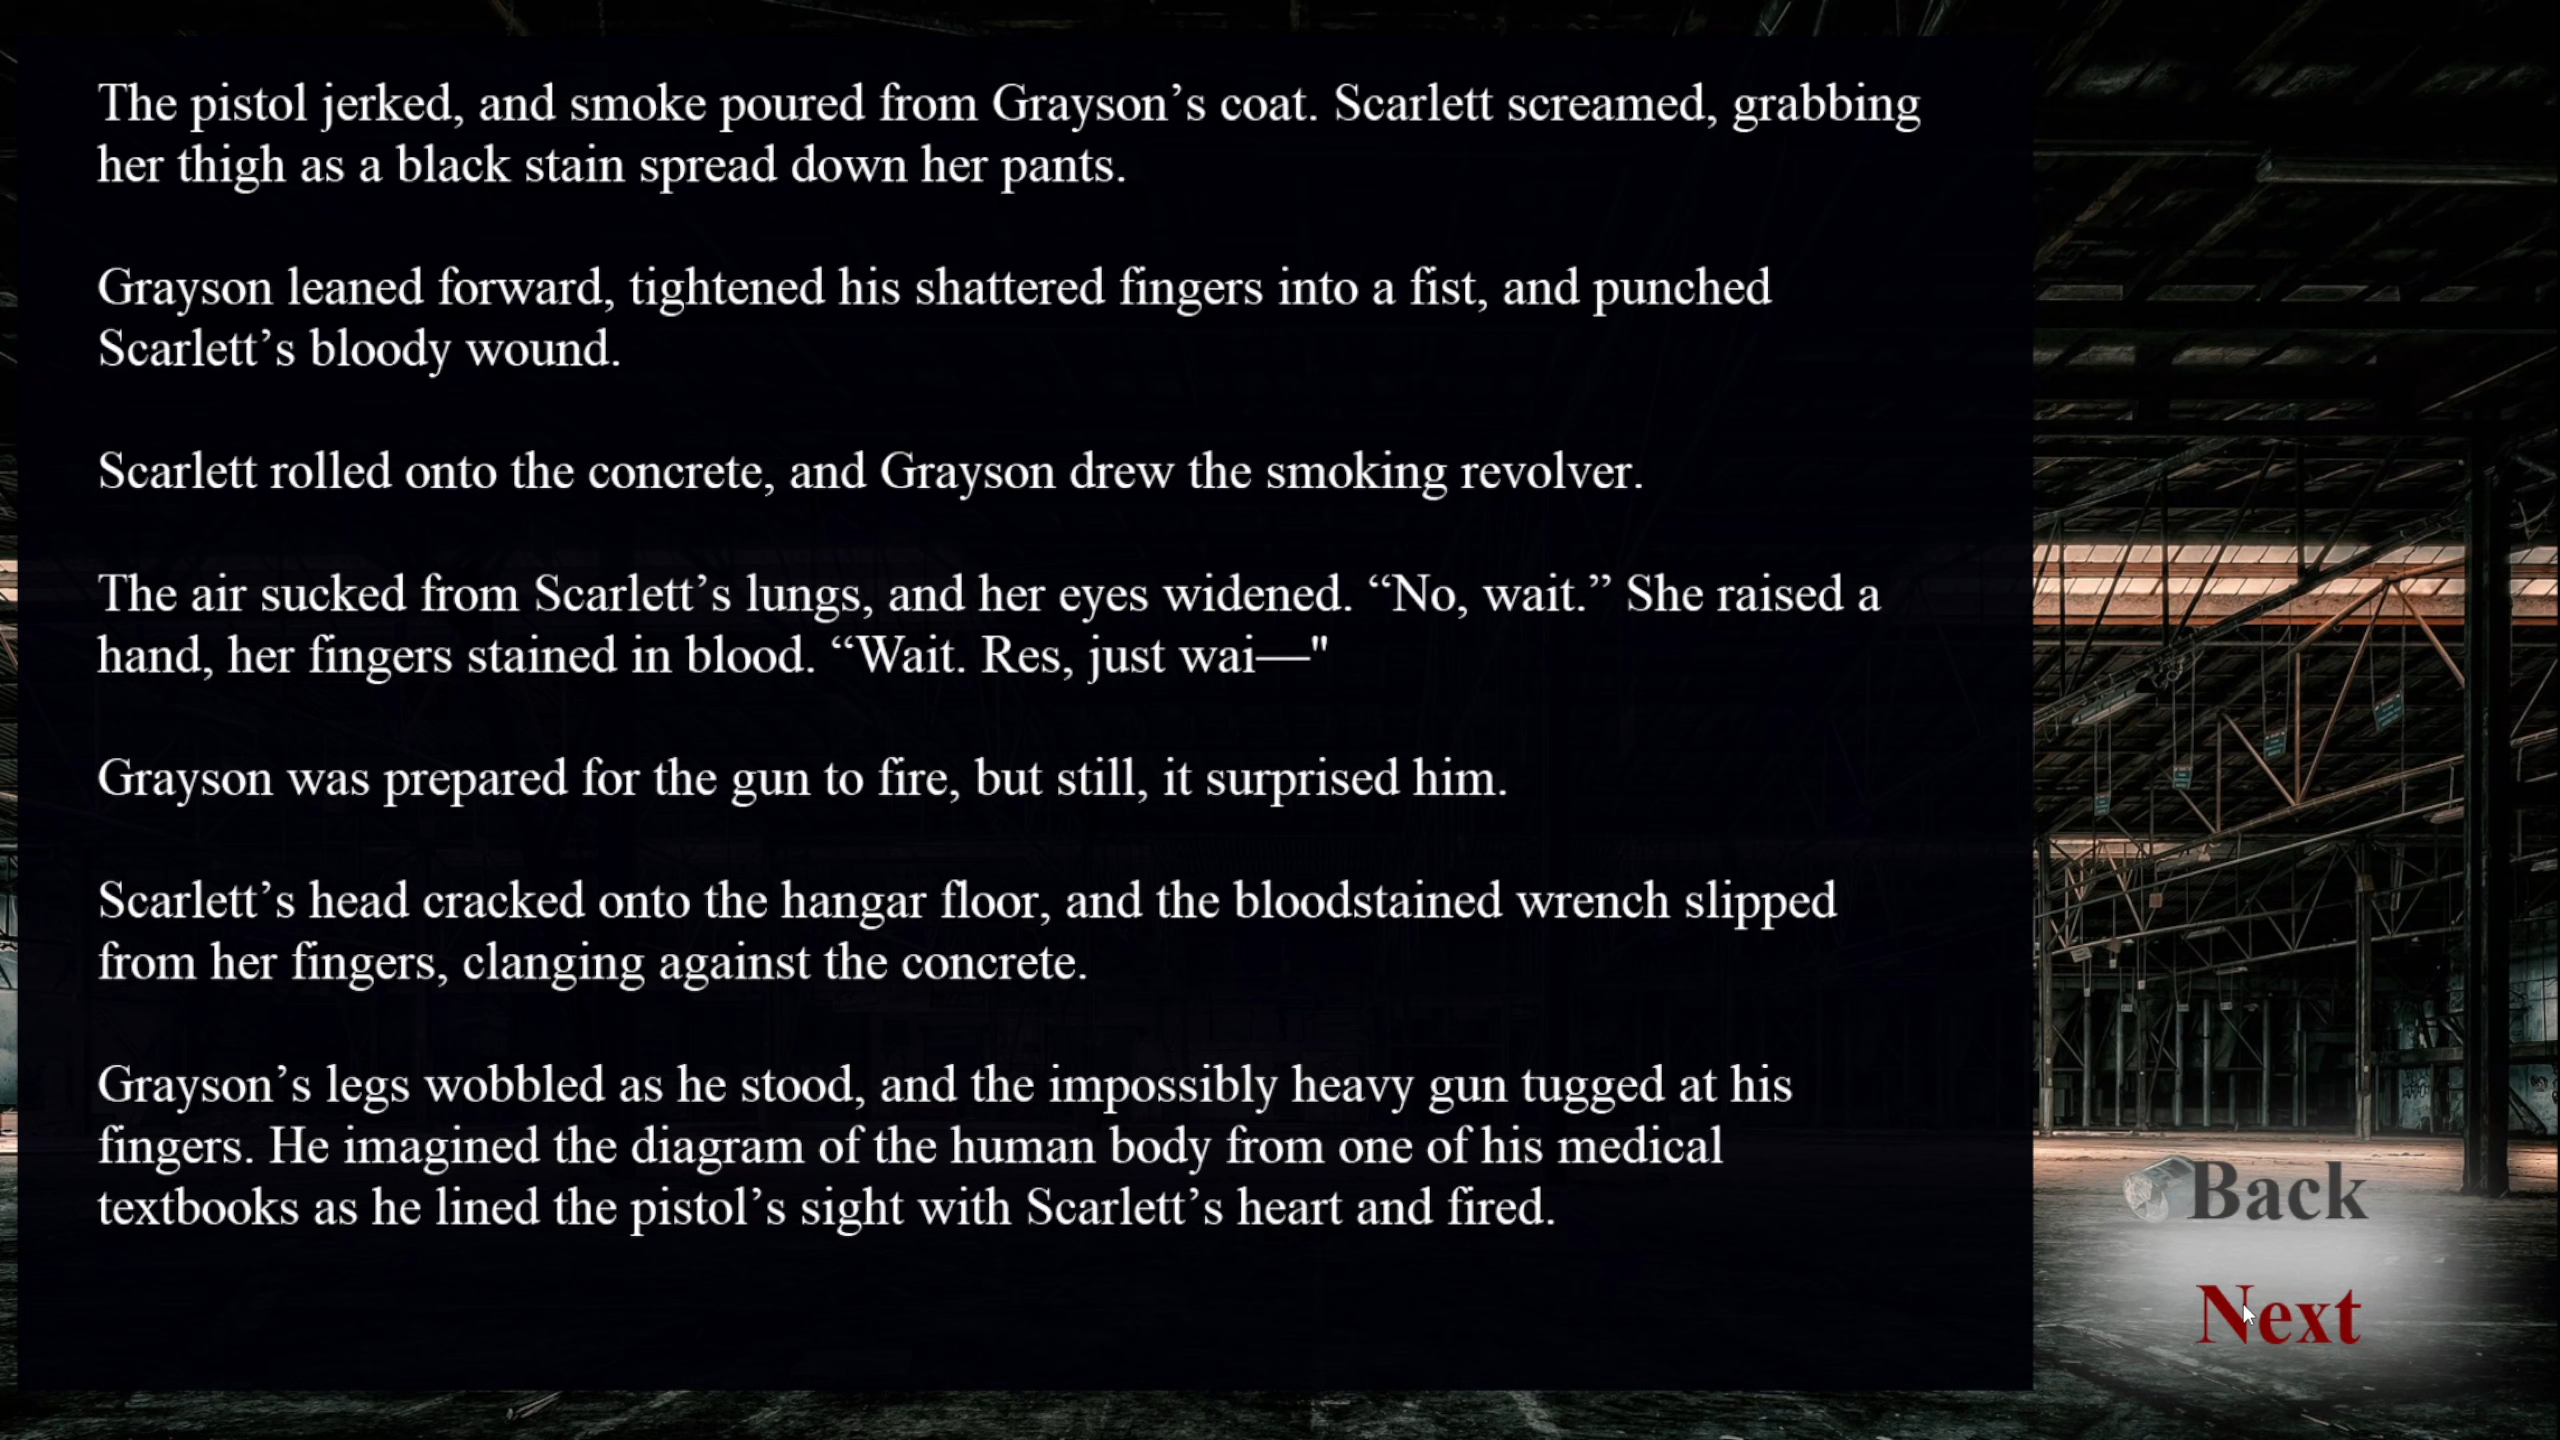 The pistol jerked, and smoke poured from Grayson’s coat. Scarlett screamed, grabbing
her thigh as a black stain spread down her pants.
Grayson leaned forward, tightened his shattered fingers into a fist, and punched
Scarlett’s bloody wound.
Scarlett rolled onto the concrete, and Grayson drew the smoking revolver.
The air sucked from Scarlett’s lungs, and her eyes widened. “No, wait.” She raised a
hand, her fingers stained in blood. “Wait. Res, just wai—"
Grayson was prepared for the gun to fire, but still, it surprised him.
Scarlett’s head cracked onto the hangar floor, and the bloodstained wrench slipped
from her fingers, clanging against the concrete.
Grayson’s legs wobbled as he stood, and the impossibly heavy gun tugged at his
fingers. He imagined the diagram of the human body from one of his medical
textbooks as he lined the pistol’s sight with Scarlett’s heart and fired.
Back
Next